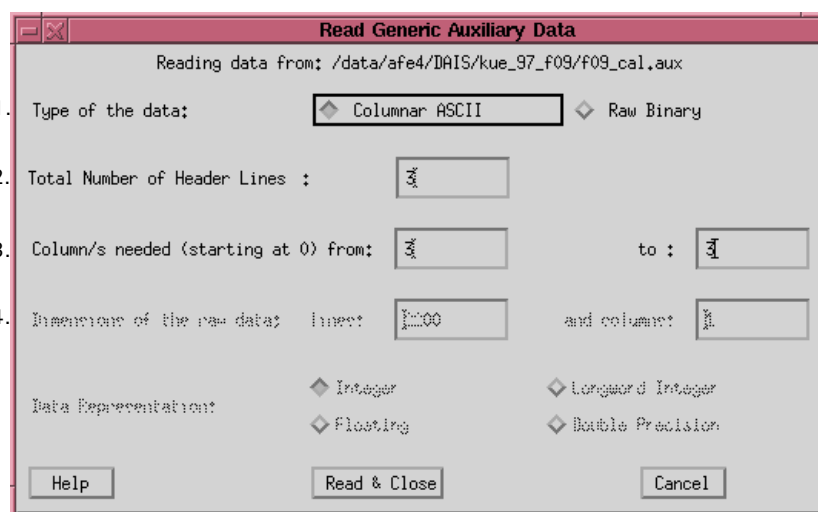 Read Generic Auxiliary Data
Reading data from: /data/afe4/DAIS/kue_97_f09/f09_cal.aux
1. Type of the data: Columnar ASCII Raw Binary
2. Total Number of Header Lines : 3
3. Column/s needed (starting at 0) from: 3 to : 3
4. Dimensions of the raw data: lines: and columns: 1
Data Representation: Integer Longword Integer
Floating Double Precision
Help Read & Close Cancel